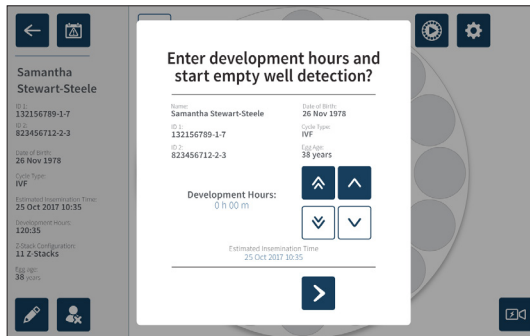 Samantha
Stewart-Steele
ID 1:
132156789-1-7
ID 2:
823456712-2-3
Date of Birth:
26 Nov 1978
Cycle Type:
IVF
Estimated Insemination Time:
25 Oct 2017 10:35
Development Hours:
120:35
Z-Stack Configuration:
11 Z-Stacks
Egg age:
38 years
Enter development hours and
start empty well detection?
Name:
Samantha Stewart-Steele
Date of Birth:
26 Nov 1978
ID 1:
132156789-1-7
Cycle Type:
IVF
ID 2:
823456712-2-3
Egg Age:
38 years
Development Hours:
0 h 00 m
Estimated Insemination Time
25 Oct 2017 10:35